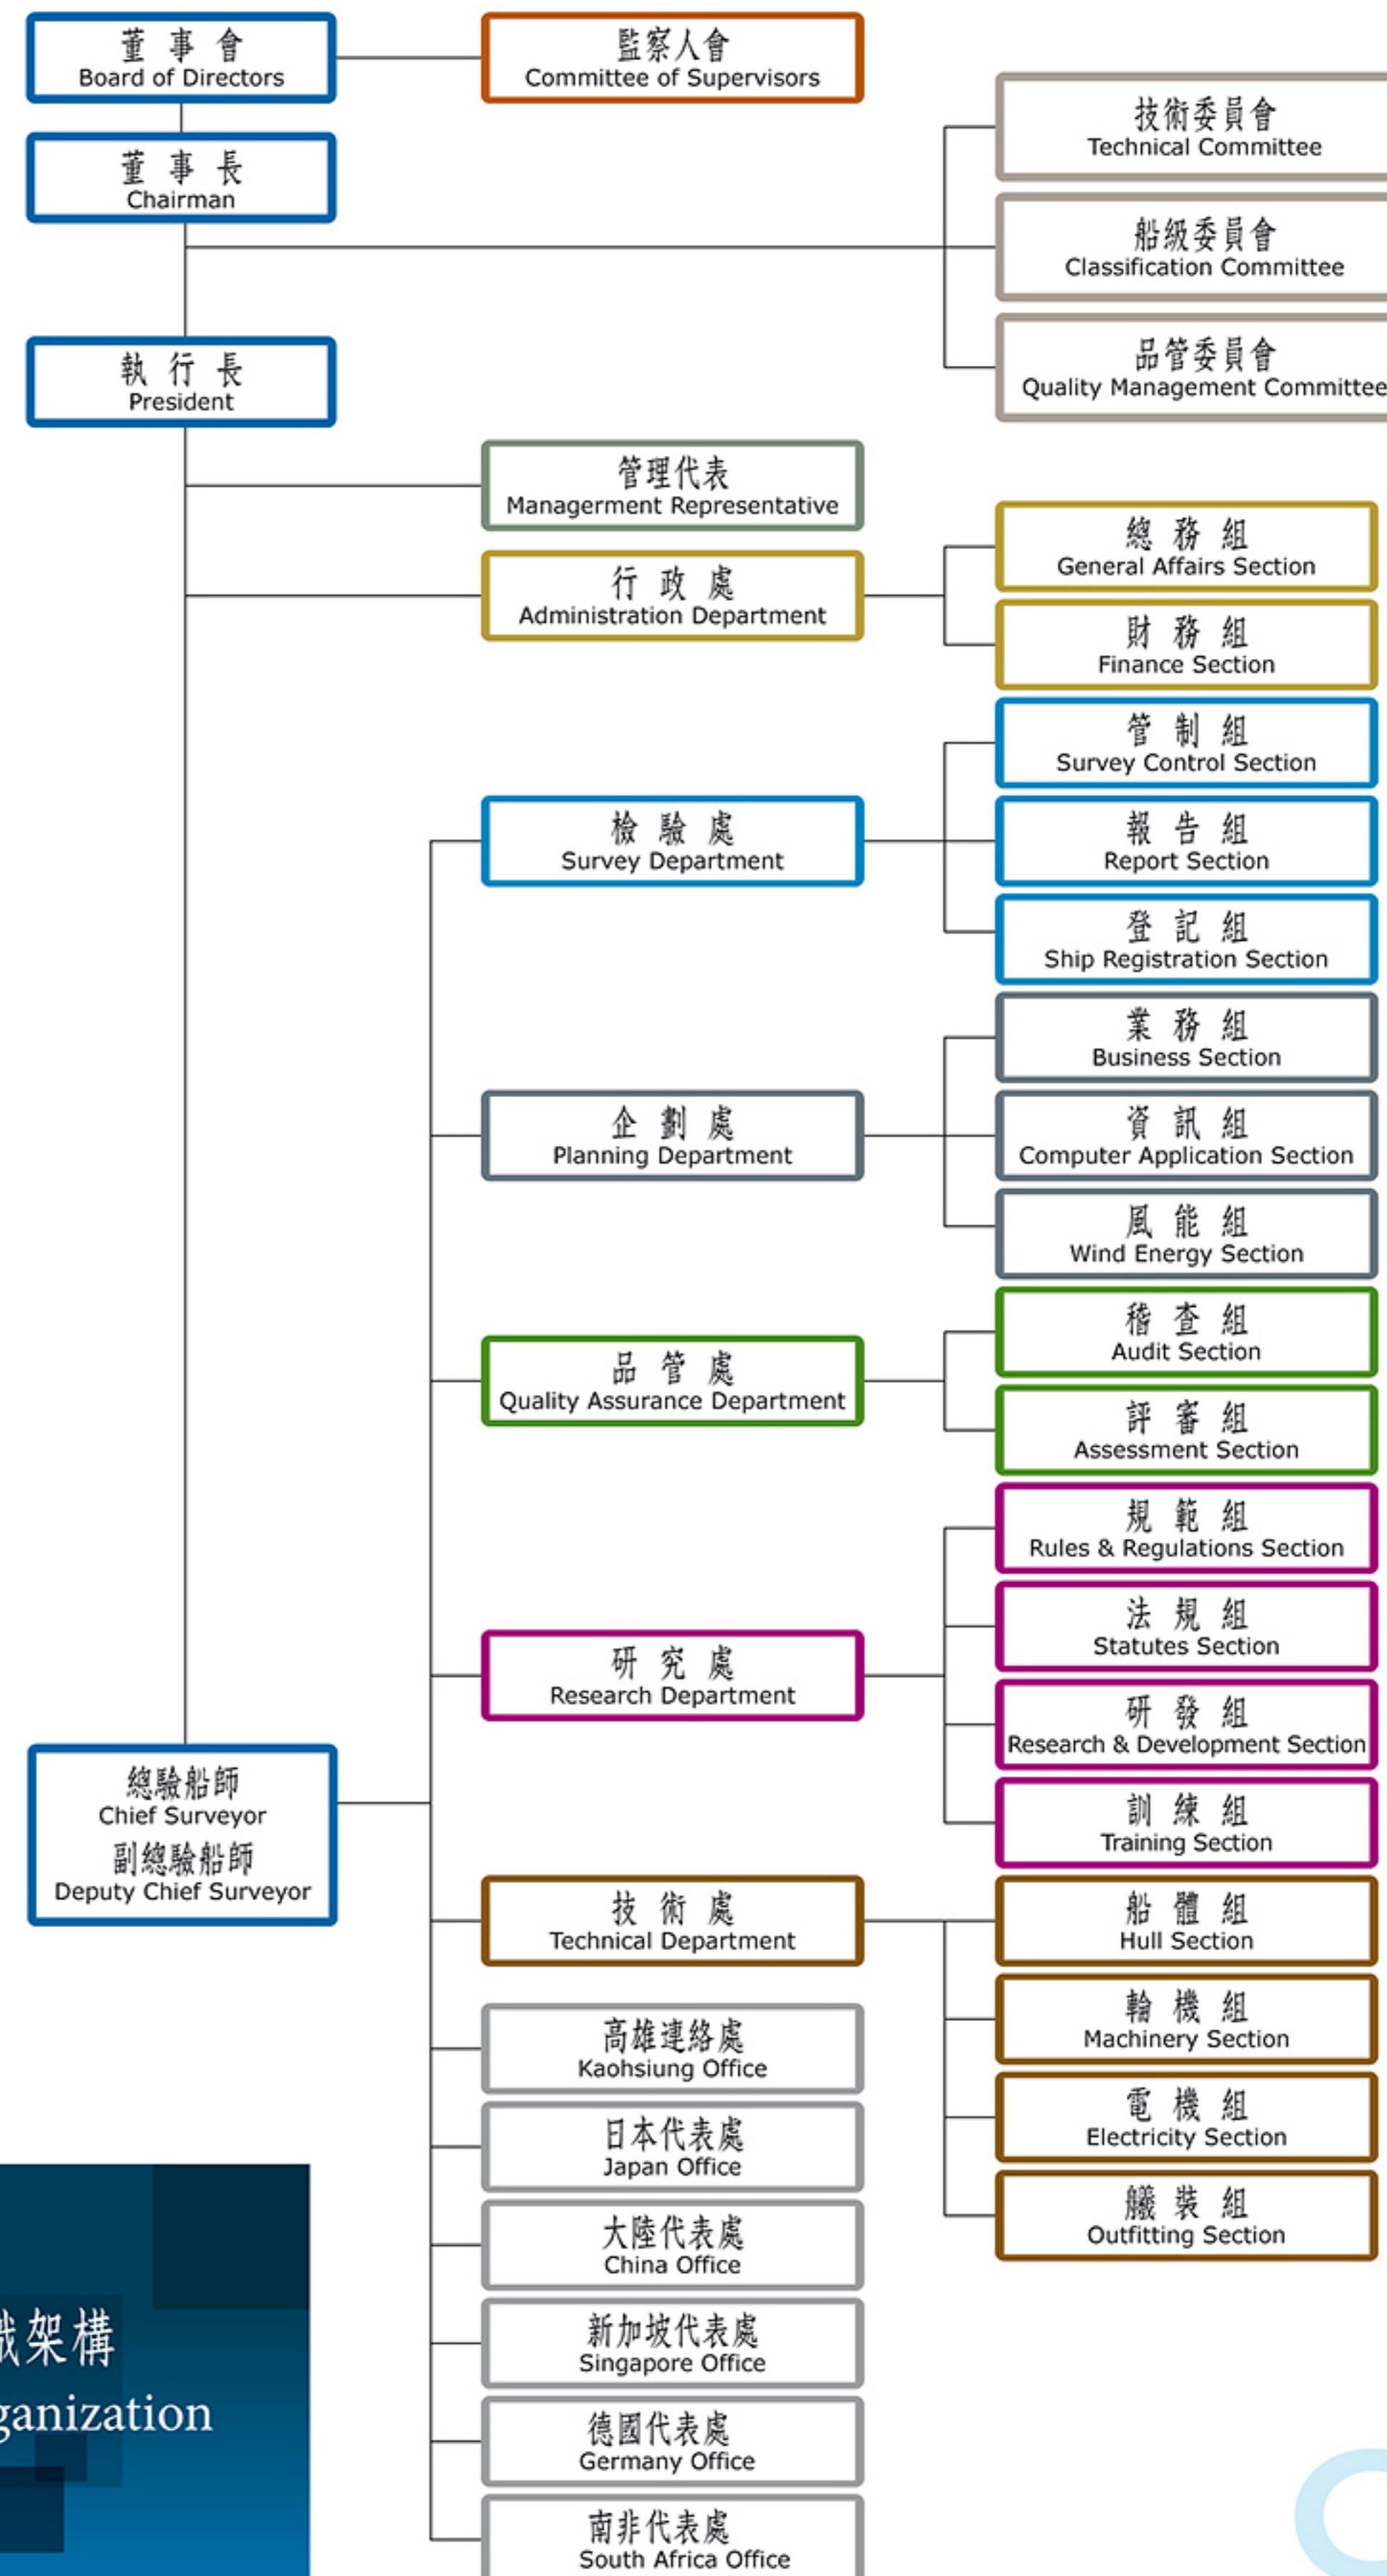 董事會
Board of Directors
監察人會
Committee of Supervisors
董事長
Chairman
技術委員會
Technical Committee
船級委員會
Classification Committee
品管委員會
Quality Management Committee
執行長
President
管理代表
Managerment Representative
行政處
Administration Department
總務組
General Affairs Section
財務組
Finance Section
檢驗處
Survey Department
管制組
Survey Control Section
報告組
Report Section
登記組
Ship Registration Section
企劃處
Planning Department
業務組
Business Section
資訊組
Computer Application Section
風能組
Wind Energy Section
品管處
Quality Assurance Department
稽查組
Audit Section
評審組
Assessment Section
研究處
Research Department
規範組
Rules & Regulations Section
法規組
Statutes Section
研發組
Research & Development Section
訓練組
Training Section
總驗船師
Chief Surveyor
副總驗船師
Deputy Chief Surveyor
技術處
Technical Department
船體組
Hull Section
輪機組
Machinery Section
電機組
Electricity Section
艤裝組
Outfitting Section
高雄連絡處
Kaohsiung Office
日本代表處
Japan Office
大陸代表處
China Office
新加坡代表處
Singapore Office
德國代表處
Germany Office
南非代表處
South Africa Office
架構
ganization